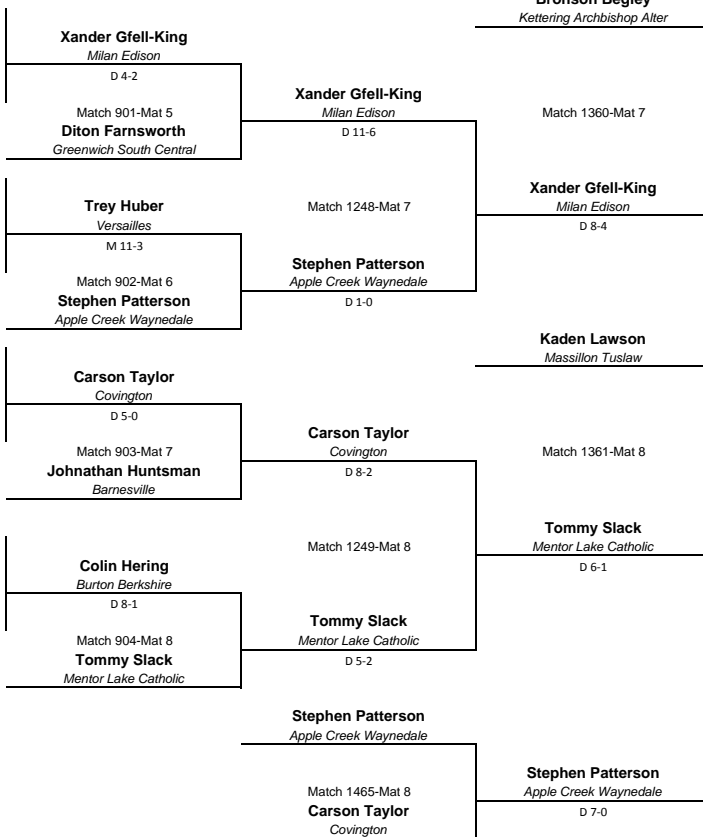 Bronson Begley
Kettering Archbishop Alter
Xander Gfell-King
Milan Edison
D 4-2
Match 901-Mat 5
Diton Farnsworth
Greenwich South Central
Xander Gfell-King
Milan Edison
D 11-6
Match 1360-Mat 7
Trey Huber
Versailles
M 11-3
Match 902-Mat 6
Stephen Patterson
Apple Creek Waynedale
Match 1248-Mat 7
Stephen Patterson
Apple Creek Waynedale
D 1-0
Xander Gfell-King
Milan Edison
D 8-4
Kaden Lawson
Massillon Tuslaw
Carson Taylor
Covington
D 5-0
Match 903-Mat 7
Johnathan Huntsman
Barnesville
Carson Taylor
Covington
D 8-2
Match 1361-Mat 8
Colin Hering
Burton Berkshire
D 8-1
Match 904-Mat 8
Tommy Slack
Mentor Lake Catholic
Match 1249-Mat 8
Tommy Slack
Mentor Lake Catholic
D 5-2
Tommy Slack
Mentor Lake Catholic
D 6-1
Stephen Patterson
Apple Creek Waynedale
Match 1465-Mat 8
Carson Taylor
Covington
Stephen Patterson
Apple Creek Waynedale
D 7-0